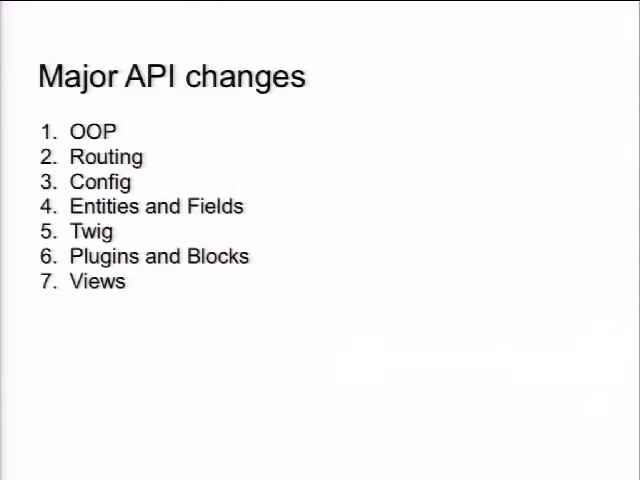 Major API changes
1. OOP
2. Routing
3. Config
4. Entities and Fields
5. Twig
6. Plugins and Blocks
7. Views